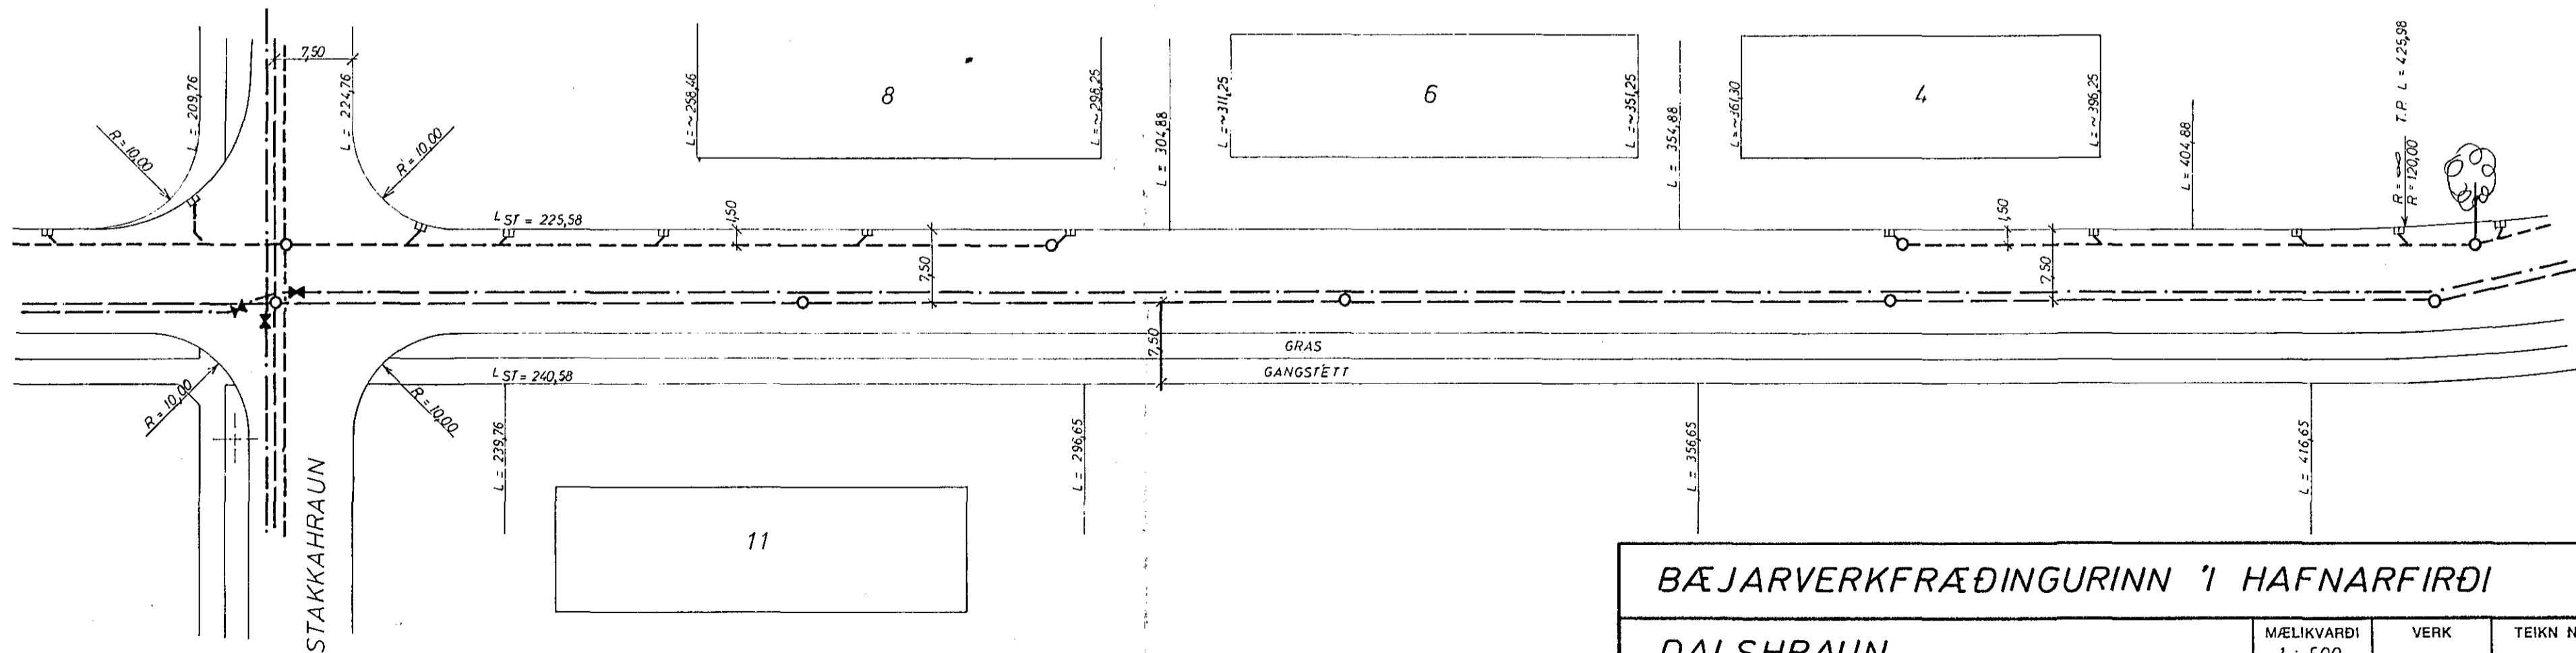 7,50
L = 209,76
L = 224,76
R = 10,00
R = 10,00
L = ~ 258,46
8
L = ~ 298,25
L = 304,88
L = ~ 311,25
6
L = ~ 351,25
L = 354,88
L = ~ 361,30
4
L = ~ 396,25
L = 404,88
T.P. L = 425,98
R = ∞
R = 120,00
L ST = 225,58
1,50
7,50
1,50
7,50
7,50
GRAS
GANGSTÉTT
L ST = 240,58
R = 10,00
R = 10,00
L = 239,76
L = 296,65
L = 356,65
L = 416,65
11
STAKKAHRAUN
BÆJARVERKFRÆÐINGURINN Í HAFNARFIRÐI
DALSHRAUN
MÆLIKVARÐI
1 : 500
VERK
TEIKN N